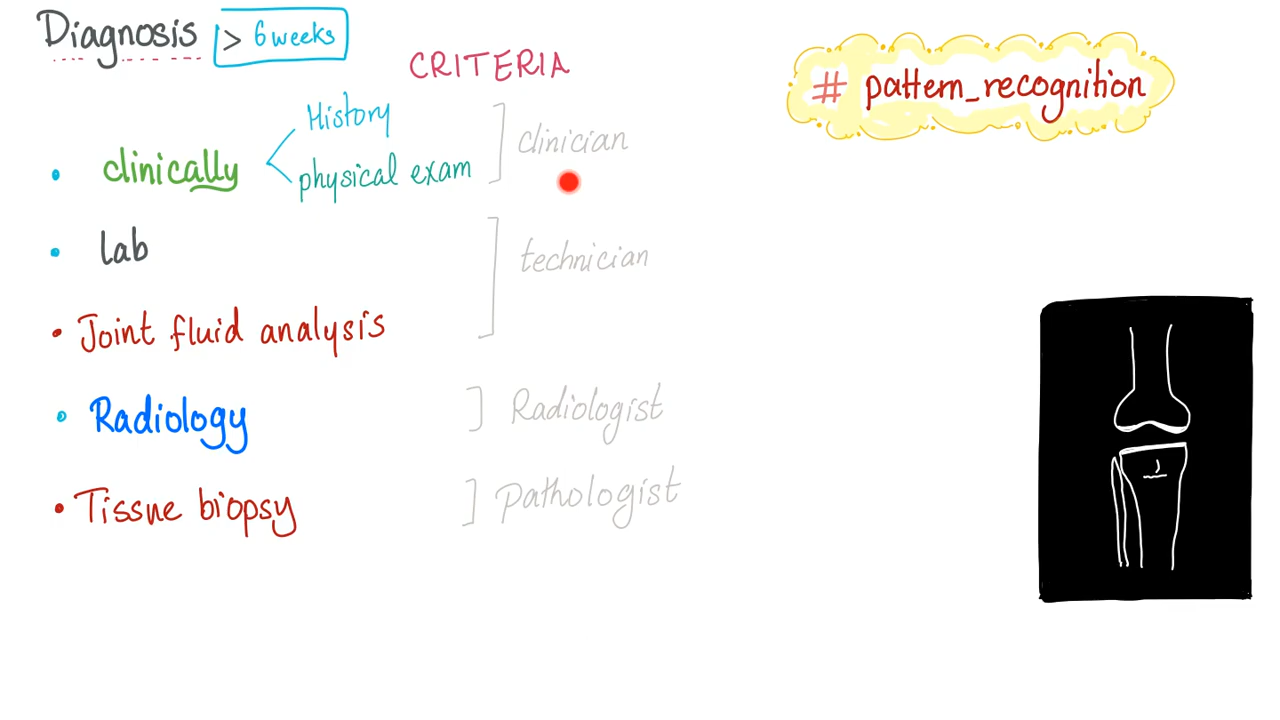 Diagnosis > 6 weeks
CRITERIA
# pattern_recognition
• clinically < History
physical exam ] clinician
• lab
] technician
• Joint fluid analysis
• Radiology ] Radiologist
• Tissue biopsy ] Pathologist